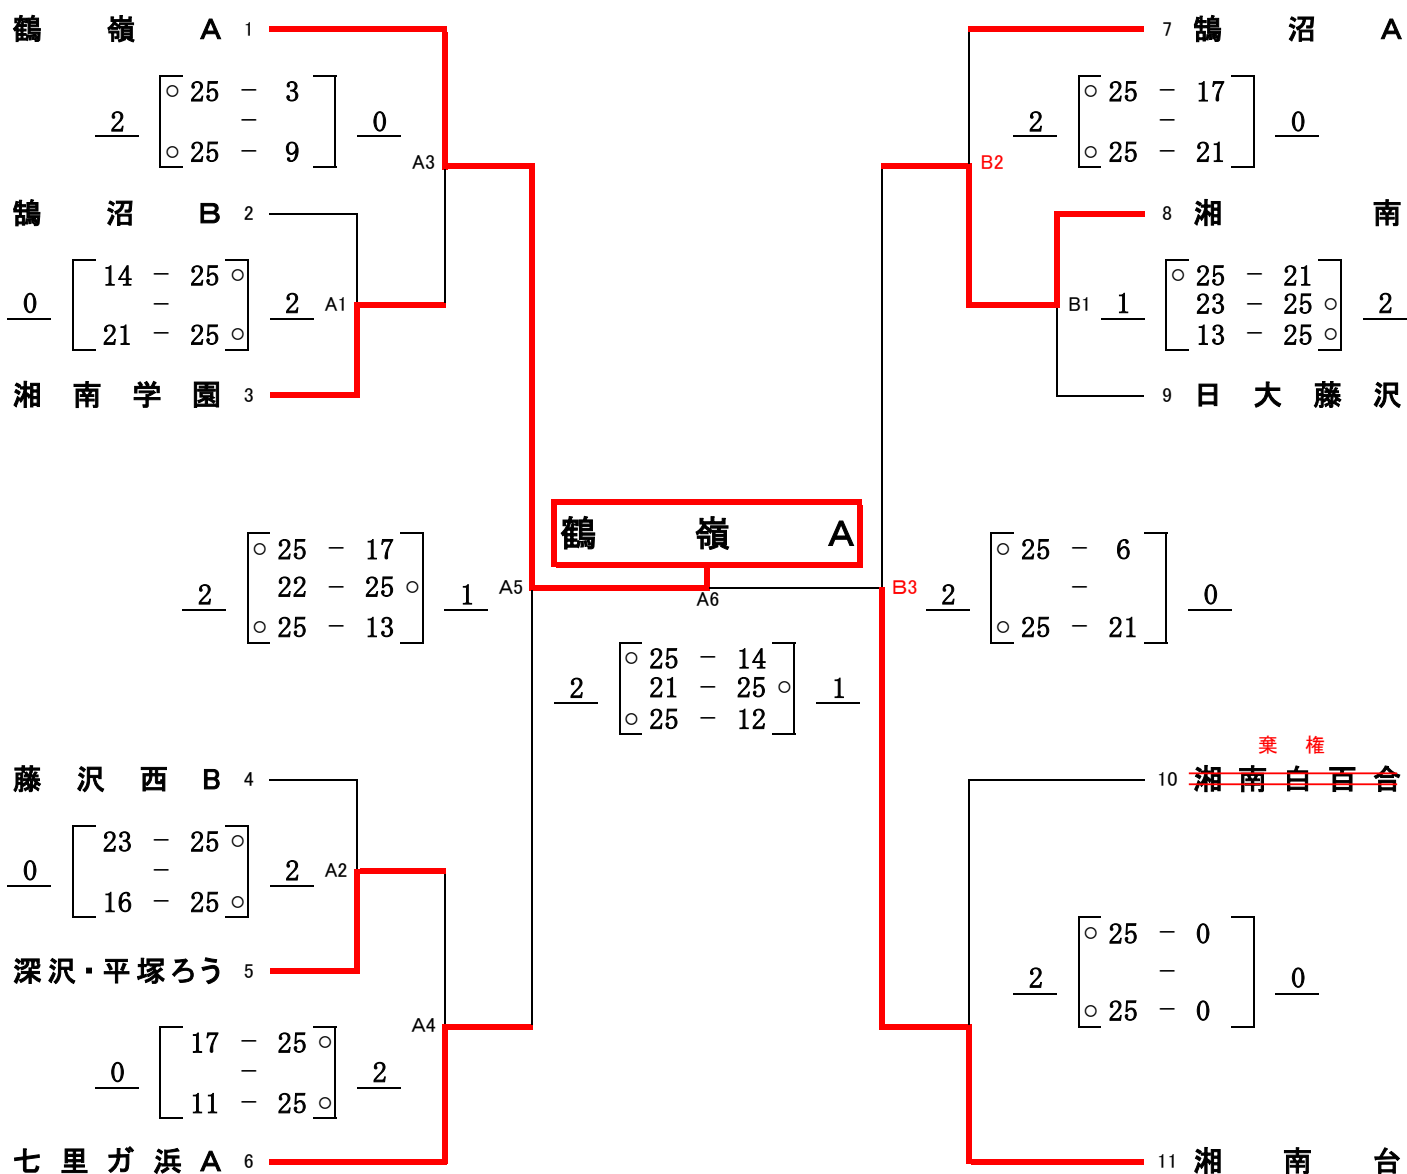 鶴嶺A 1
7 鵠沼A
○ 25 － 3
－
○ 25 － 9
2 0
A3
○ 25 － 17
－
○ 25 － 21
2 0
B2
鵠沼B 2
8 湘南
14 － 25 ○
－
21 － 25 ○
0 2
A1
○ 25 － 21
23 － 25 ○
13 － 25 ○
1 2
B1
湘南学園 3
9 日大藤沢
鶴嶺A
○ 25 － 17
22 － 25 ○
○ 25 － 13
2 1
A5
A6
B3
○ 25 － 6
－
○ 25 － 21
2 0
○ 25 － 14
21 － 25 ○
○ 25 － 12
2 1
棄権
藤沢西B 4
10 湘南白百合
23 － 25 ○
－
16 － 25 ○
0 2
A2
深沢・平塚ろう 5
○ 25 － 0
－
○ 25 － 0
2 0
A4
17 － 25 ○
－
11 － 25 ○
0 2
七里ガ浜A 6
11 湘南台